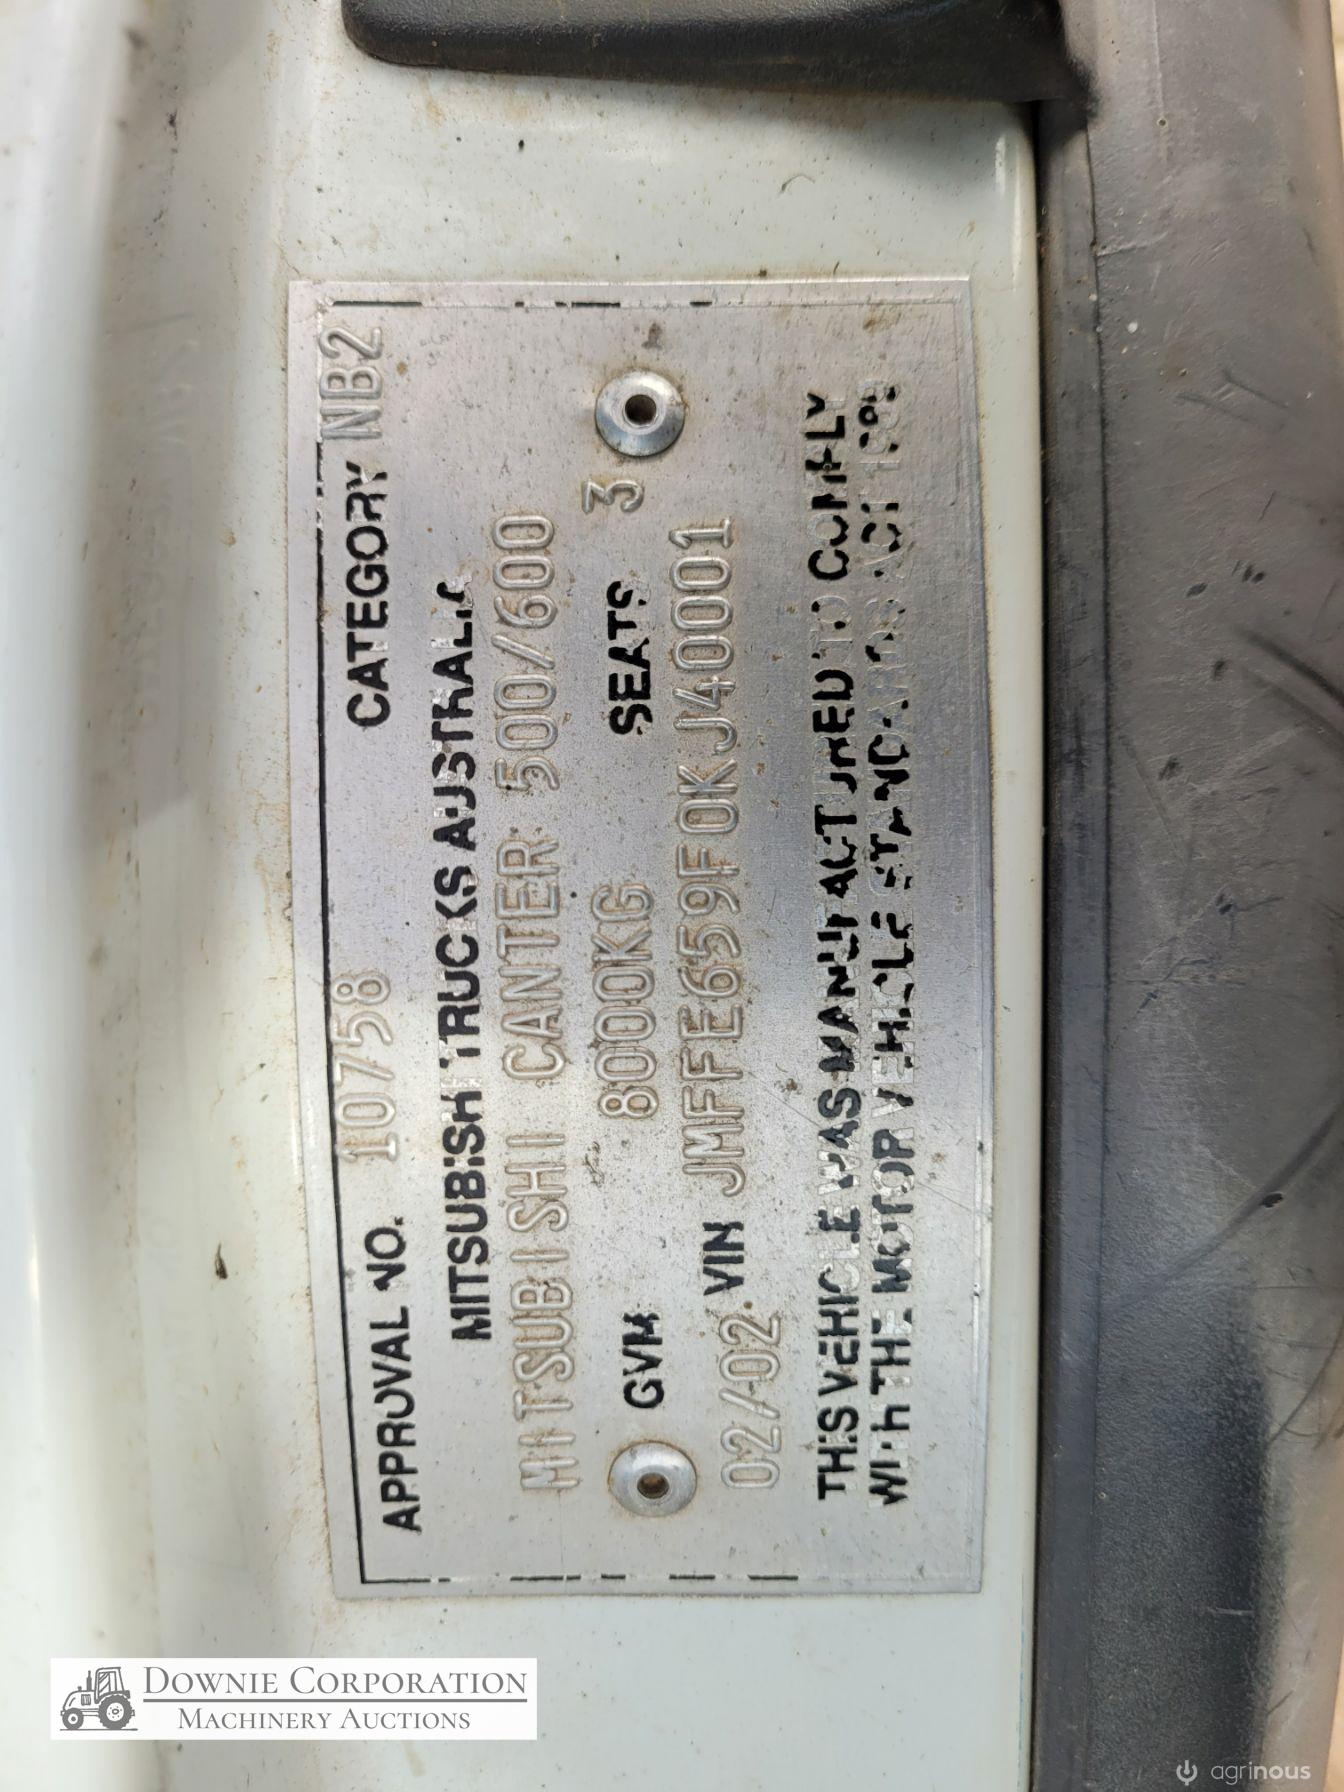 APPROVAL NO. 10758 CATEGORY NB2
MITSUBISHI TRUCKS AUSTRALIA
MITSUBISHI CANTER 500/600
GVM 8000KG SEATS 3
02/02 VIN JMFFE659F0KJ40001
THIS VEHICLE WAS MANUFACTURED TO COMPLY
WITH THE MOTOR VEHICLE STANDARDS ACT 1989
DOWNIE CORPORATION
MACHINERY AUCTIONS
agrinous